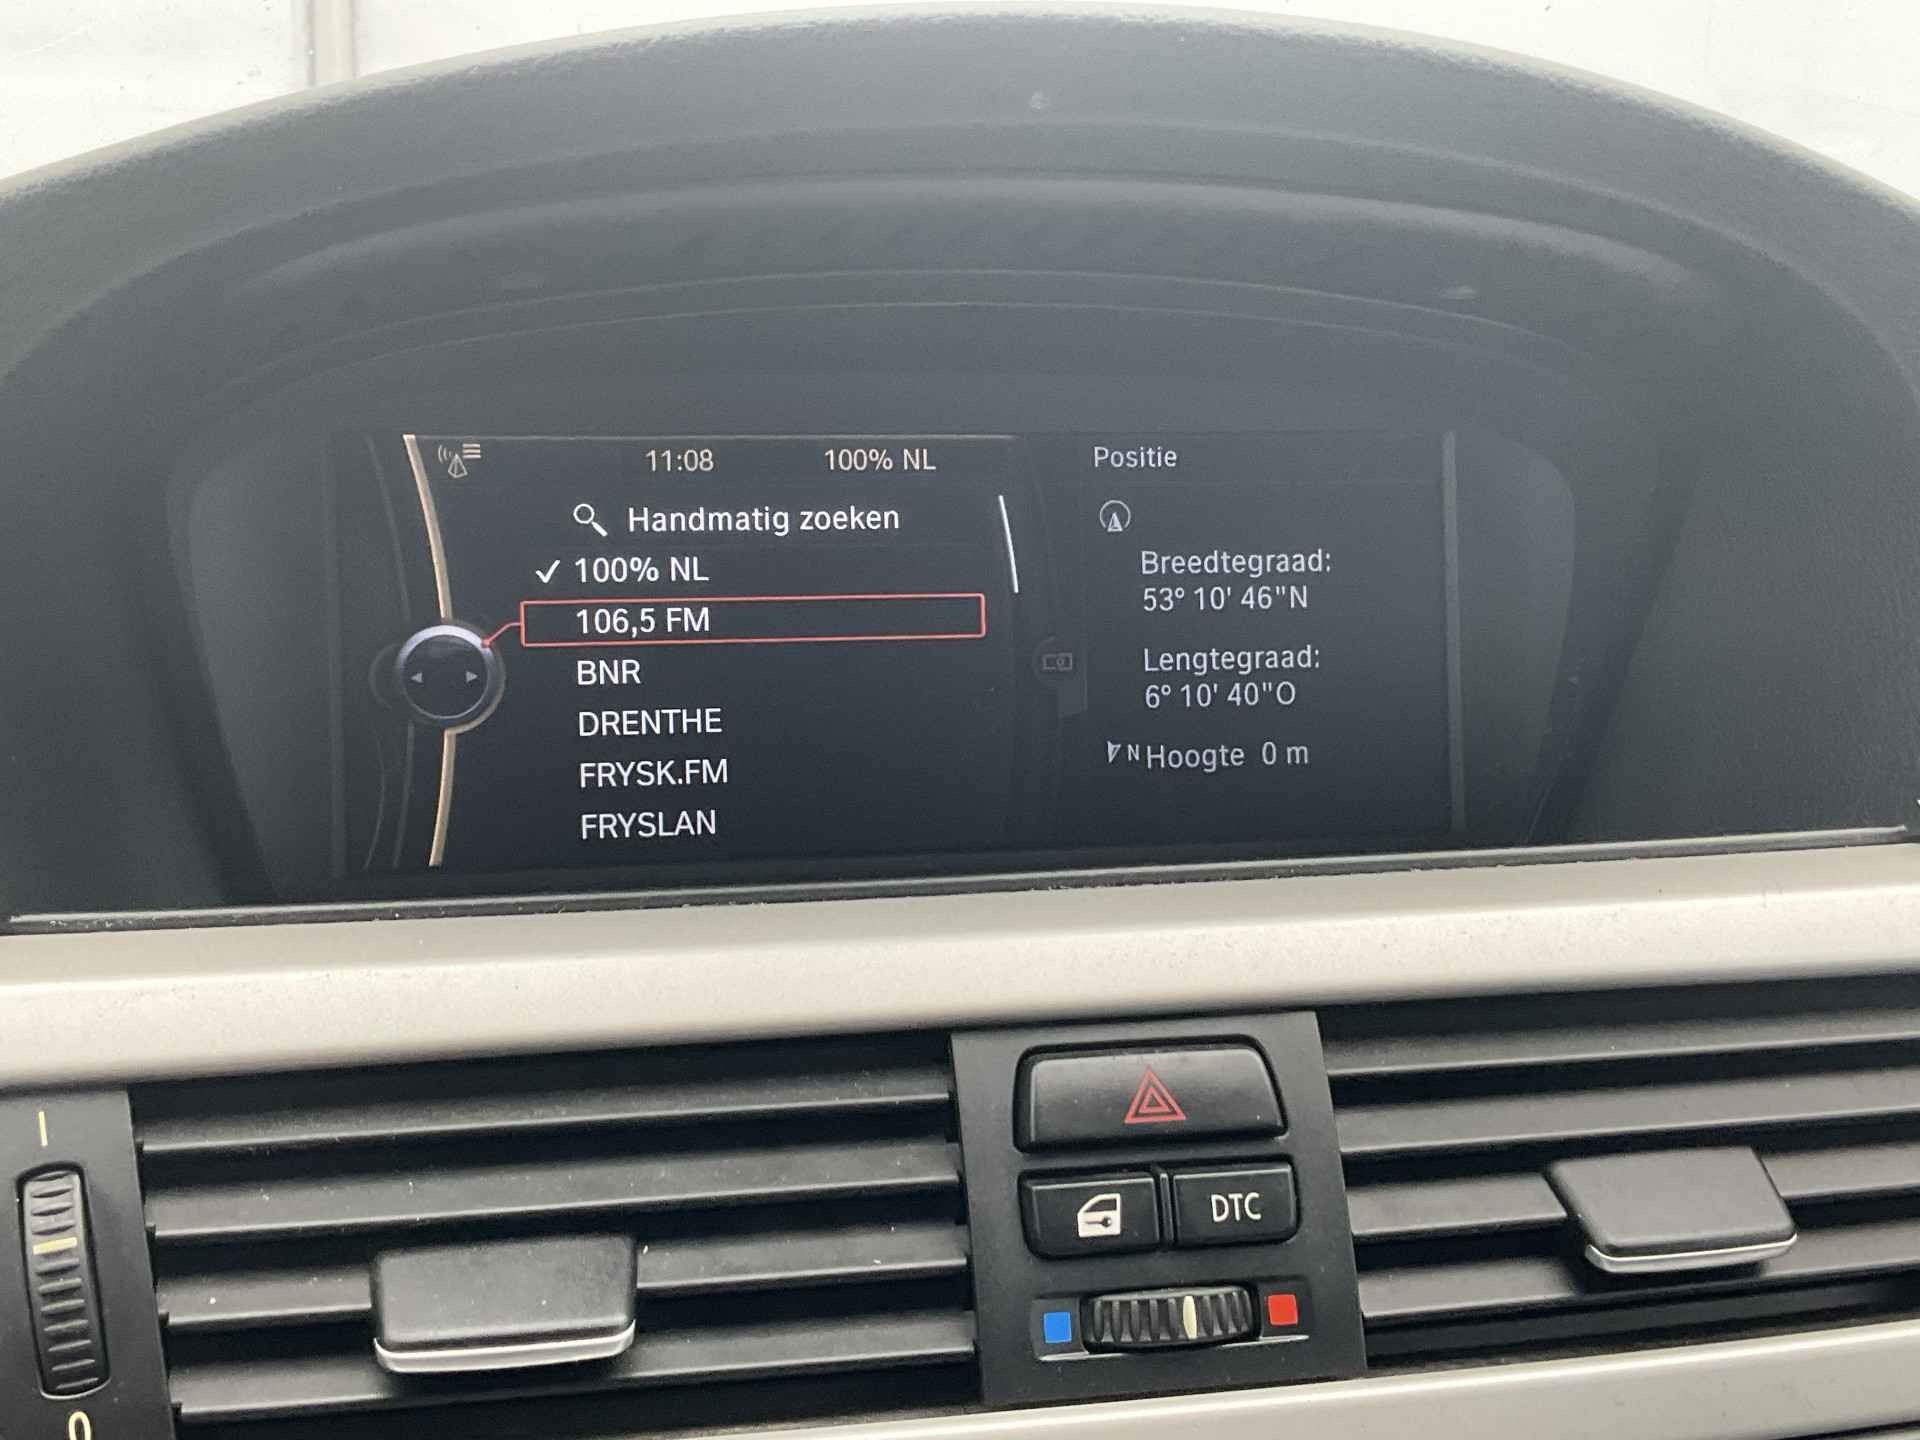 11:08 100% NL
Handmatig zoeken
✓ 100% NL
106,5 FM
BNR
DRENTHE
FRYSK.FM
FRYSLAN
Positie
Breedtegraad:
53° 10' 46"N
Lengtegraad:
6° 10' 40"O
N Hoogte 0 m
DTC
I
0